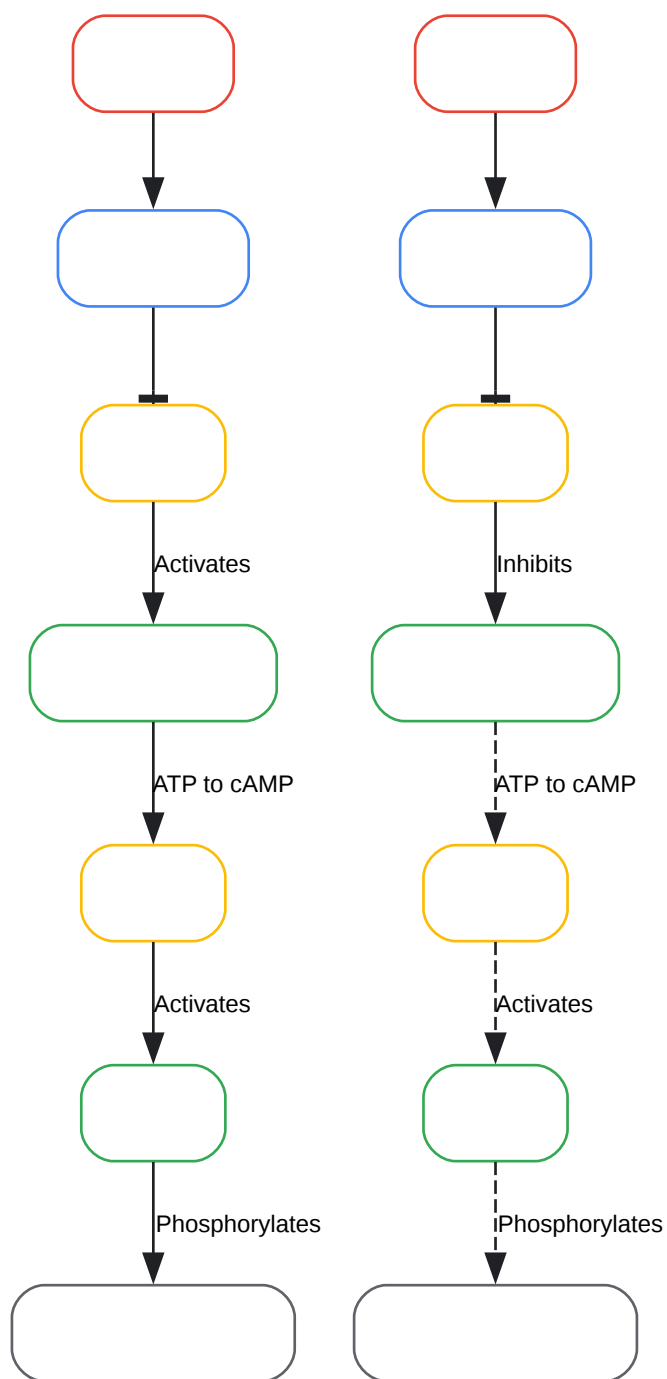 Activates
Inhibits
ATP to cAMP
ATP to cAMP
Activates
Activates
Phosphorylates
Phosphorylates